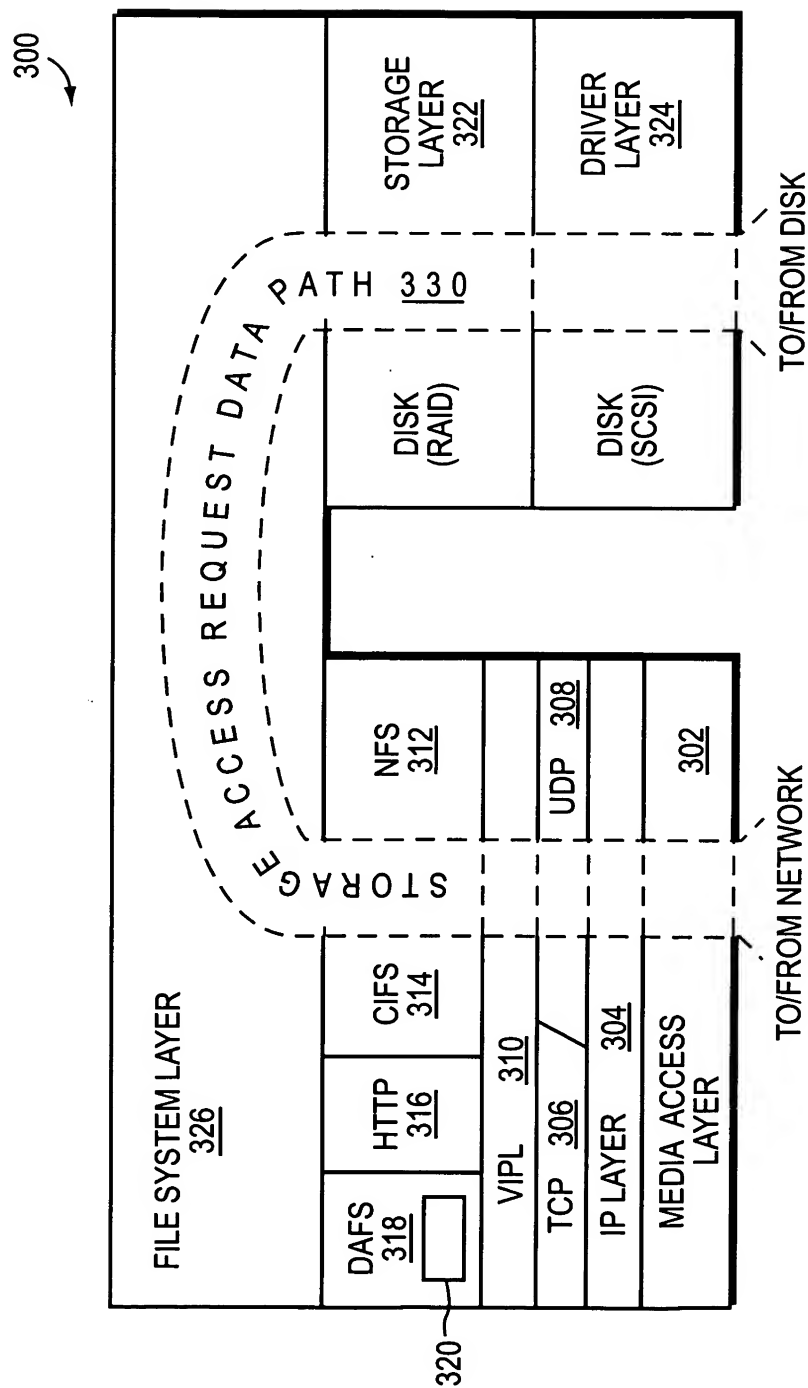 300
FILE SYSTEM LAYER
326
STORAGE ACCESS REQUEST DATA PATH 330
DAFS
318
320
HTTP
316
CIFS
314
NFS
312
VIPL 310
TCP 306
UDP 308
IP LAYER 304
MEDIA ACCESS
LAYER
302
TO/FROM NETWORK
DISK
(RAID)
STORAGE
LAYER
322
DISK
(SCSI)
DRIVER
LAYER
324
TO/FROM DISK